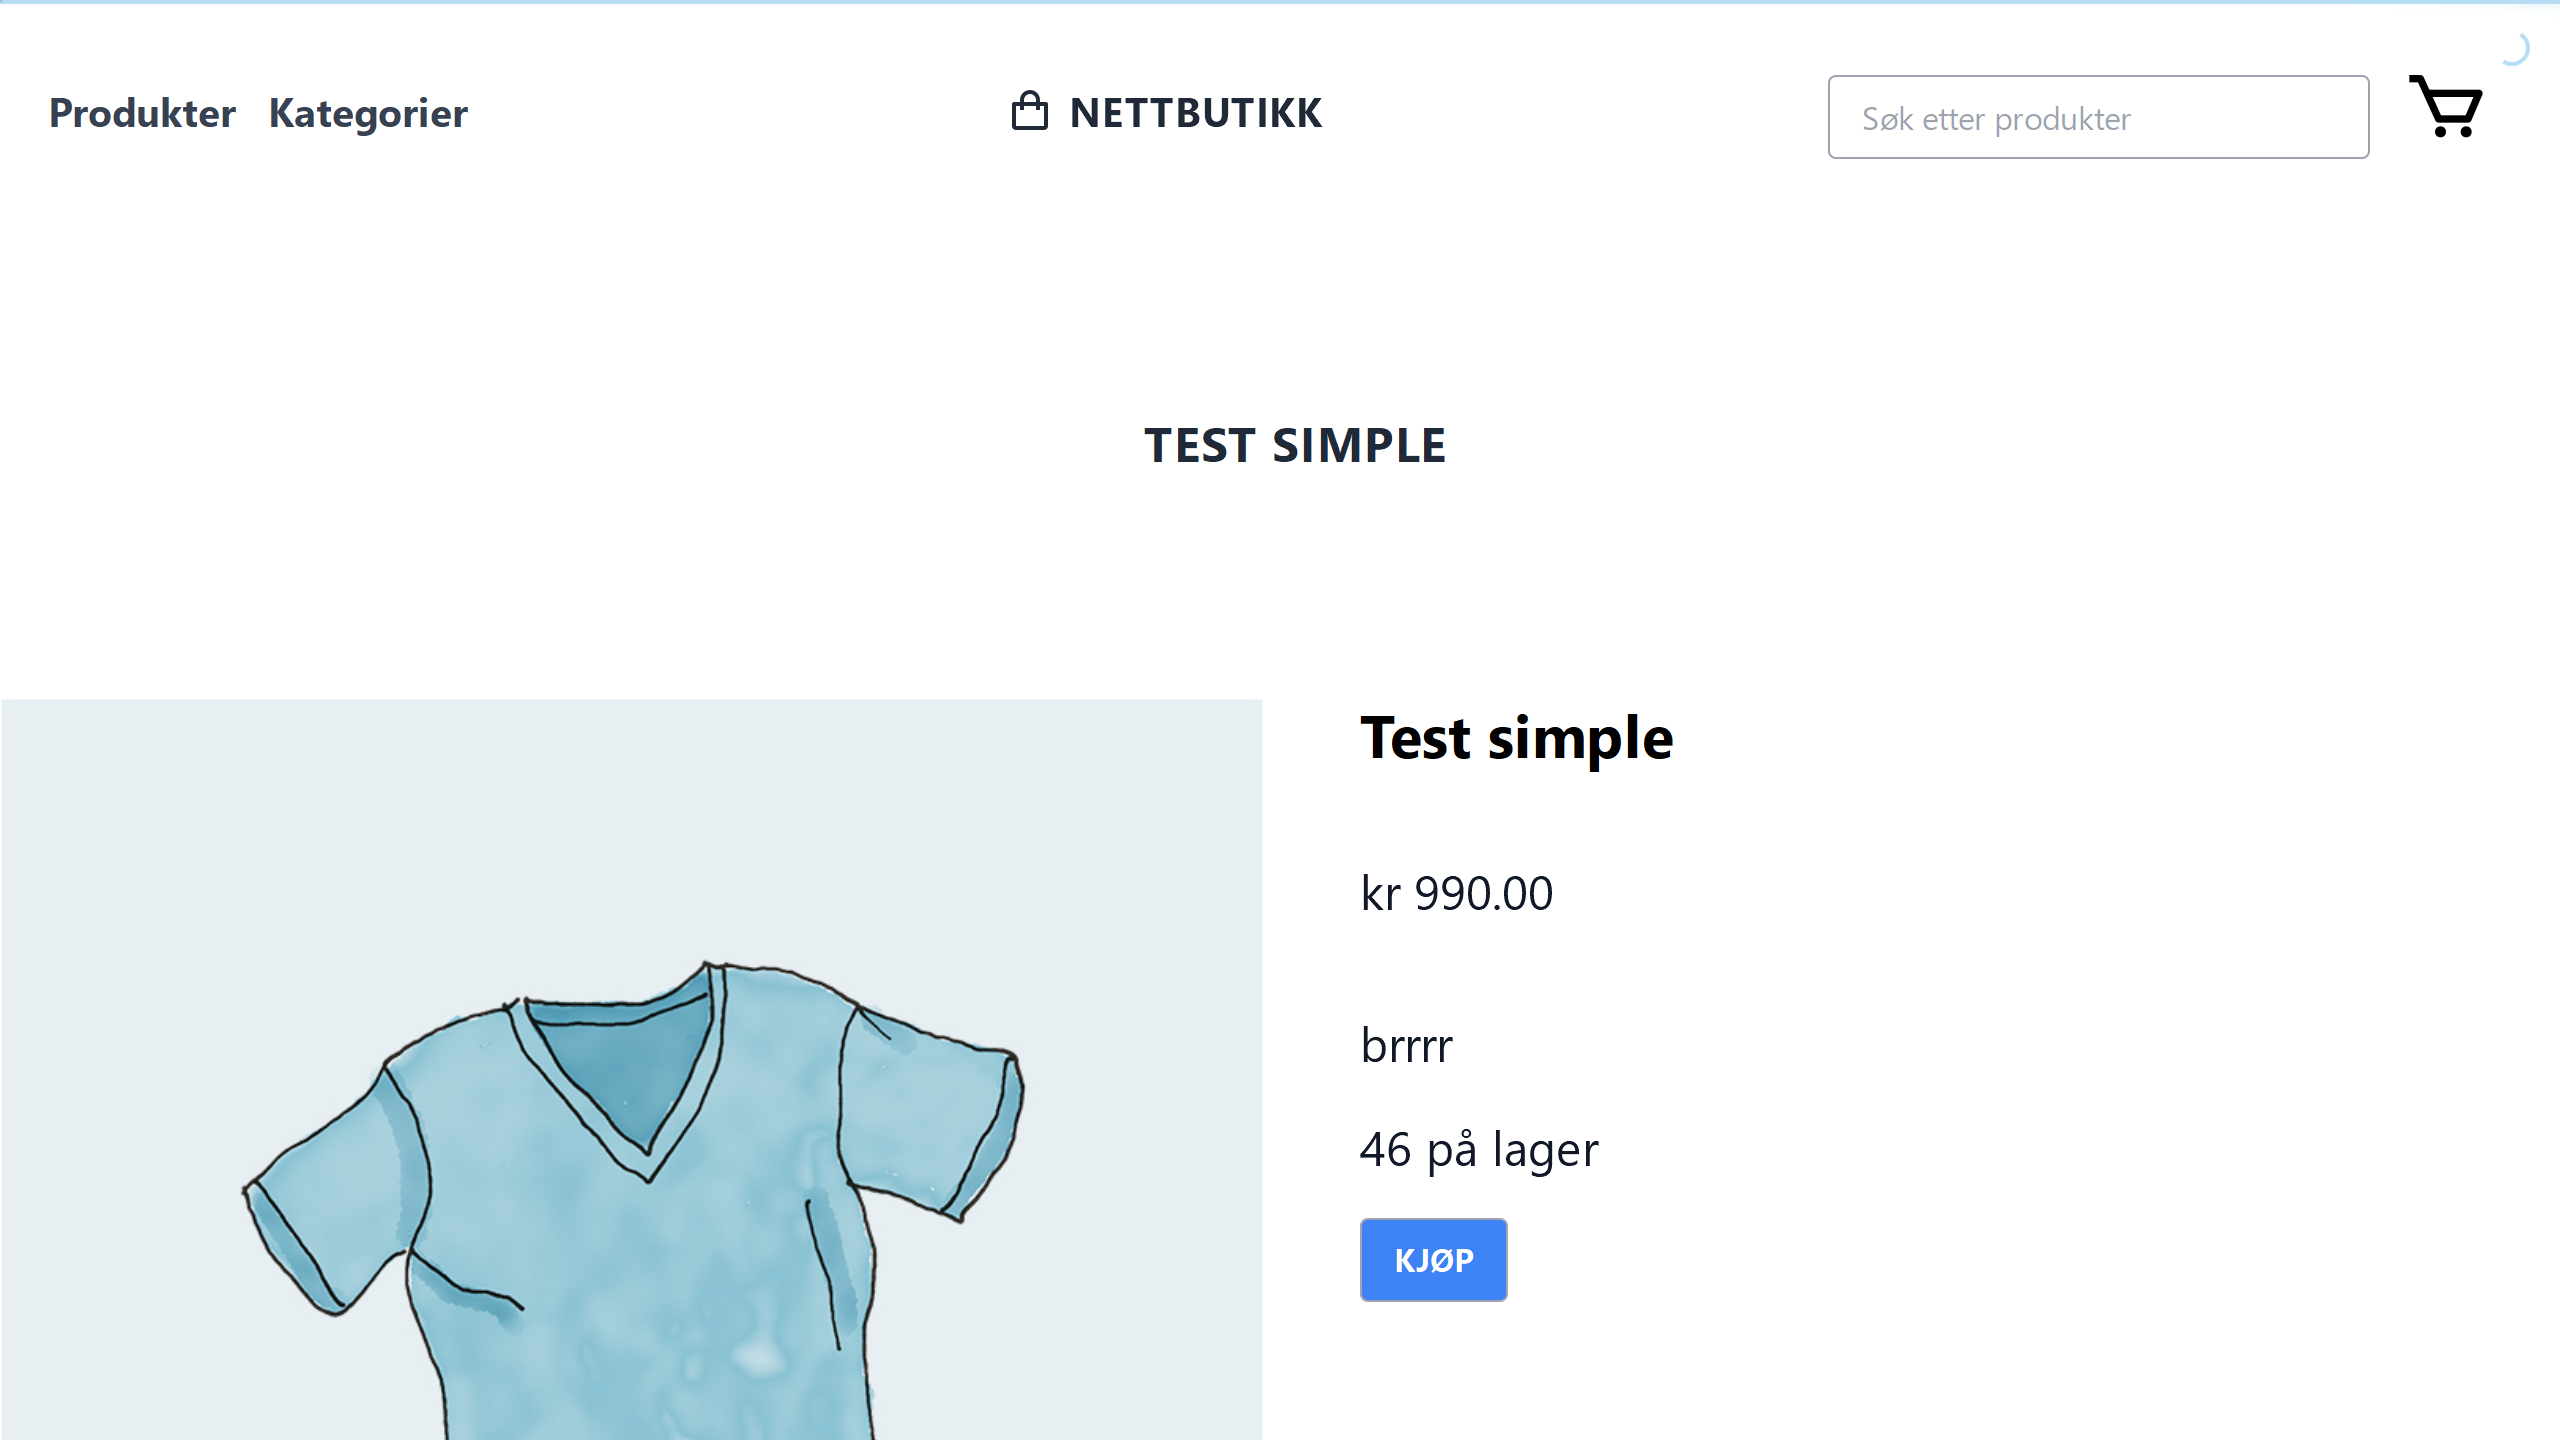 Produkter Kategorier NETTBUTIKK Søk etter produkter
TEST SIMPLE
Test simple
kr 990.00
brrrr
46 på lager
KJØP